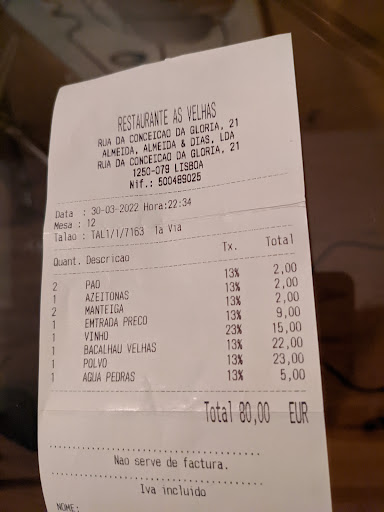 RESTAURANTE AS VELHAS
RUA DA CONCEICAO DA GLORIA, 21
ALMEIDA, ALMEIDA & DIAS, LDA
RUA DA CONCEICAO DA GLORIA, 21
1250-079 LISBOA
Nif.: 500489025
Data : 30-03-2022 Hora:22:34
Mesa : 12
Talao : TAL1/1/7163 1a Via
Quant. Descricao Tx. Total
2 PAO 13% 2,00
1 AZEITONAS 13% 2,00
2 MANTEIGA 13% 2,00
1 EMTRADA PRECO 13% 9,00
1 VINHO 23% 15,00
1 BACALHAU VELHAS 13% 22,00
1 POLVO 13% 23,00
1 AGUA PEDRAS 13% 5,00
Total 80,00 EUR
Nao serve de factura.
Iva incluido
NOME: